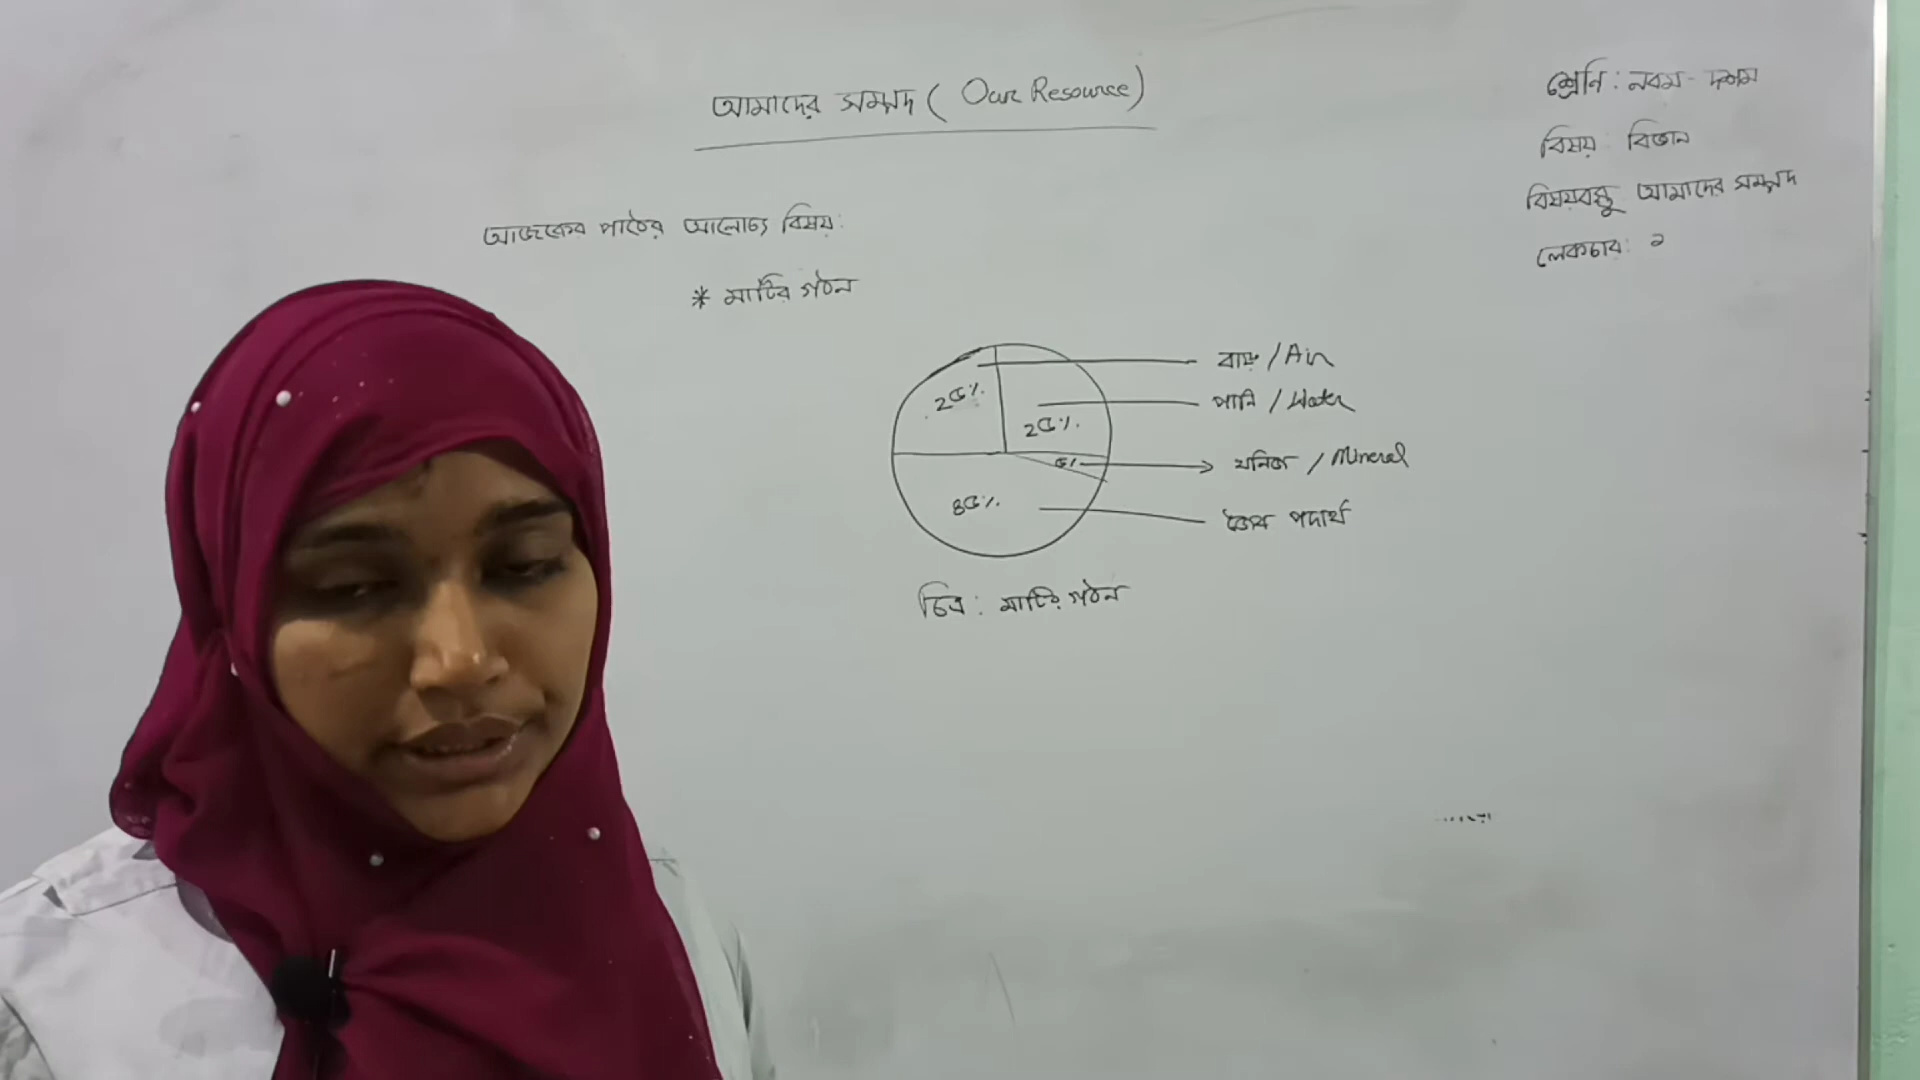 আমাদের সম্পদ ( Our Resource)
শ্রেণি : নবম - দশম
বিষয় : বিজ্ঞান
বিষয়বস্তু আমাদের সম্পদ
লেকচার : ১
আজকের পাঠের আলোচ্য বিষয় :
* মাটির গঠন
২৫%
২৫%
৫%
৪৫%
বায়ু / Air
পানি / Water
খনিজ / Mineral
জৈব পদার্থ
চিত্র : মাটির গঠন